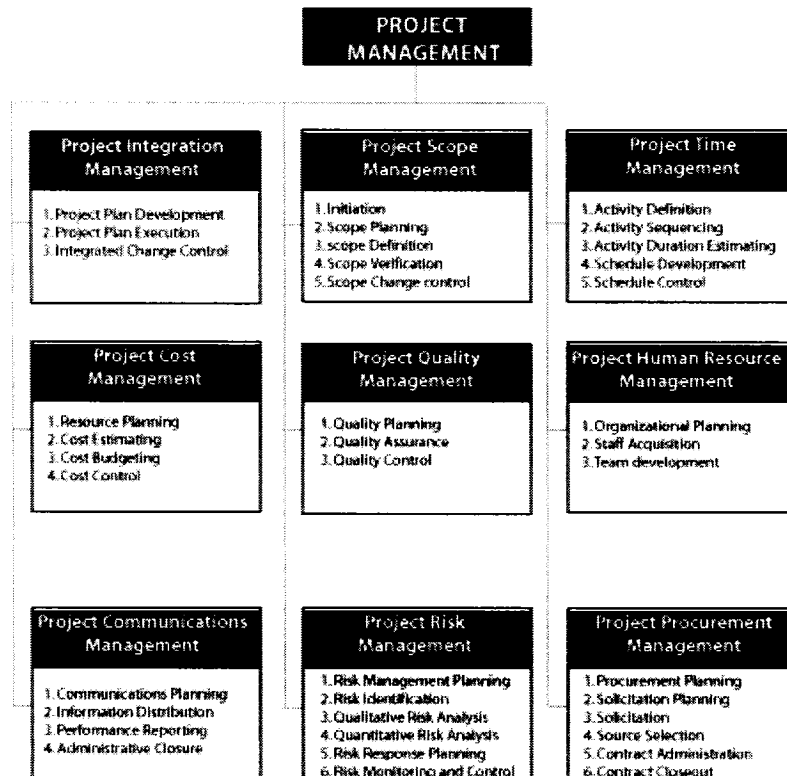 PROJECT
MANAGEMENT
Project Integration
Management
1. Project Plan Development
2. Project Plan Execution
3. Integrated Change Control
Project Scope
Management
1. Initiation
2. Scope Planning
3. scope Definition
4. Scope Verification
5. Scope Change control
Project Time
Management
1. Activity Definition
2. Activity Sequencing
3. Activity Duration Estimating
4. Schedule Development
5. Schedule Control
Project Cost
Management
1. Resource Planning
2. Cost Estimating
3. Cost Budgeting
4. Cost Control
Project Quality
Management
1. Quality Planning
2. Quality Assurance
3. Quality Control
Project Human Resource
Management
1. Organizational Planning
2. Staff Acquisition
3. Team development
Project Communications
Management
1. Communications Planning
2. Information Distribution
3. Performance Reporting
4. Administrative Closure
Project Risk
Management
1. Risk Management Planning
2. Risk Identification
3. Qualitative Risk Analysis
4. Quantitative Risk Analysis
5. Risk Response Planning
6. Risk Monitoring and Control
Project Procurement
Management
1. Procurement Planning
2. Solicitation Planning
3. Solicitation
4. Source Selection
5. Contract Administration
6. Contract Closeout